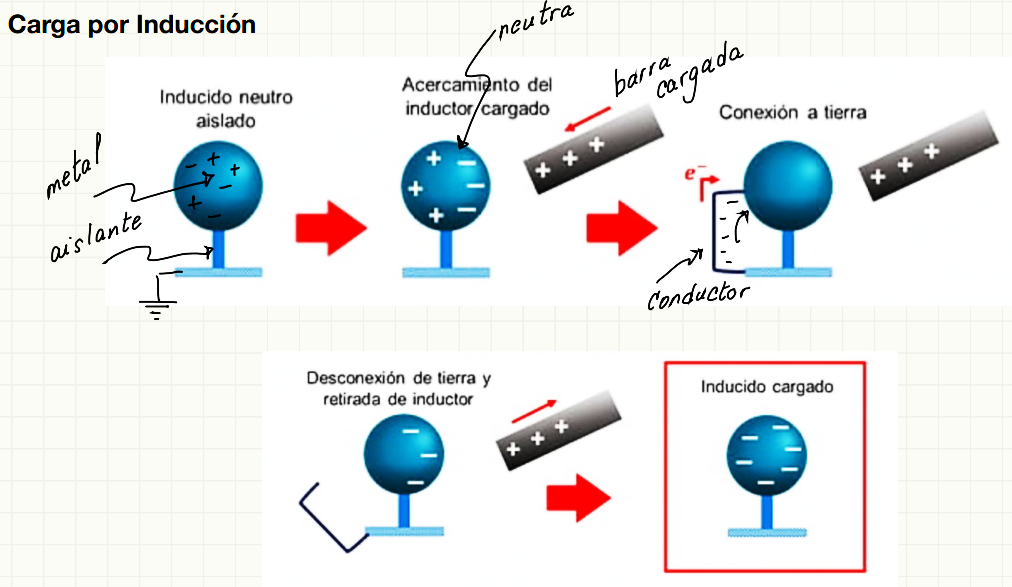 Carga por Inducción
neutra
barra
cargada
Inducido neutro
aislado
Acercamiento del
inductor cargado
Conexión a tierra
metal
aislante
- + + - + -
+ - + - + -
+ + +
+ + +
e⁻
- - - - -
conductor
Desconexión de tierra y
retirada de inductor
Inducido cargado
- - -
+ + +
- - - - - -